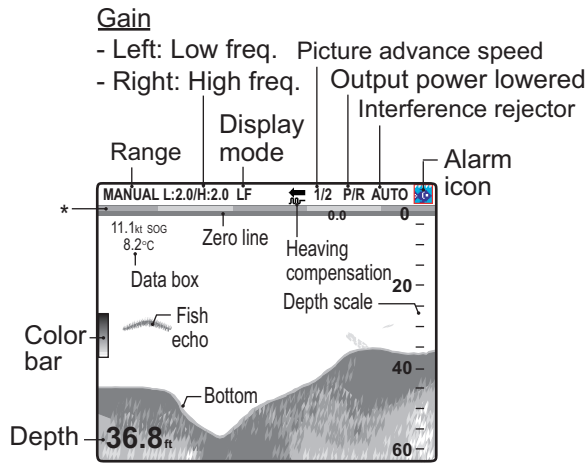 Gain
- Left: Low freq.
- Right: High freq.
Picture advance speed
Output power lowered
Interference rejector
Display
mode
Range
Alarm
icon
MANUAL L:2.0/H:2.0 LF 1/2 P/R AUTO
*
0.0
0
11.1kt SOG
8.2°C
Zero line
Heaving
compensation
Data box
20
Depth scale
Fish
echo
Color
bar
40
Bottom
Depth
36.8ft
60